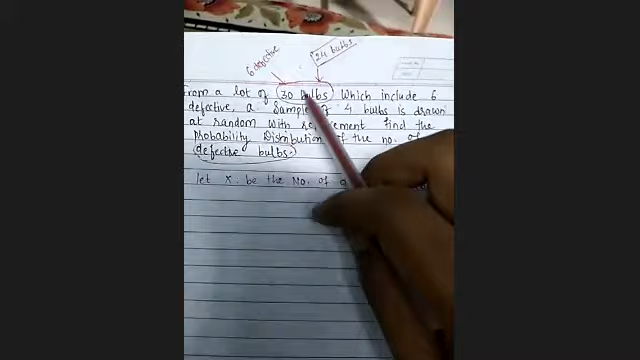 6 defective
24 bulbs
From a lot of 30 bulbs which include 6
defective, a sample of 4 bulbs is drawn
at random with find the
Probability Distribution of the no. of
defective bulbs.
let X be the No. of